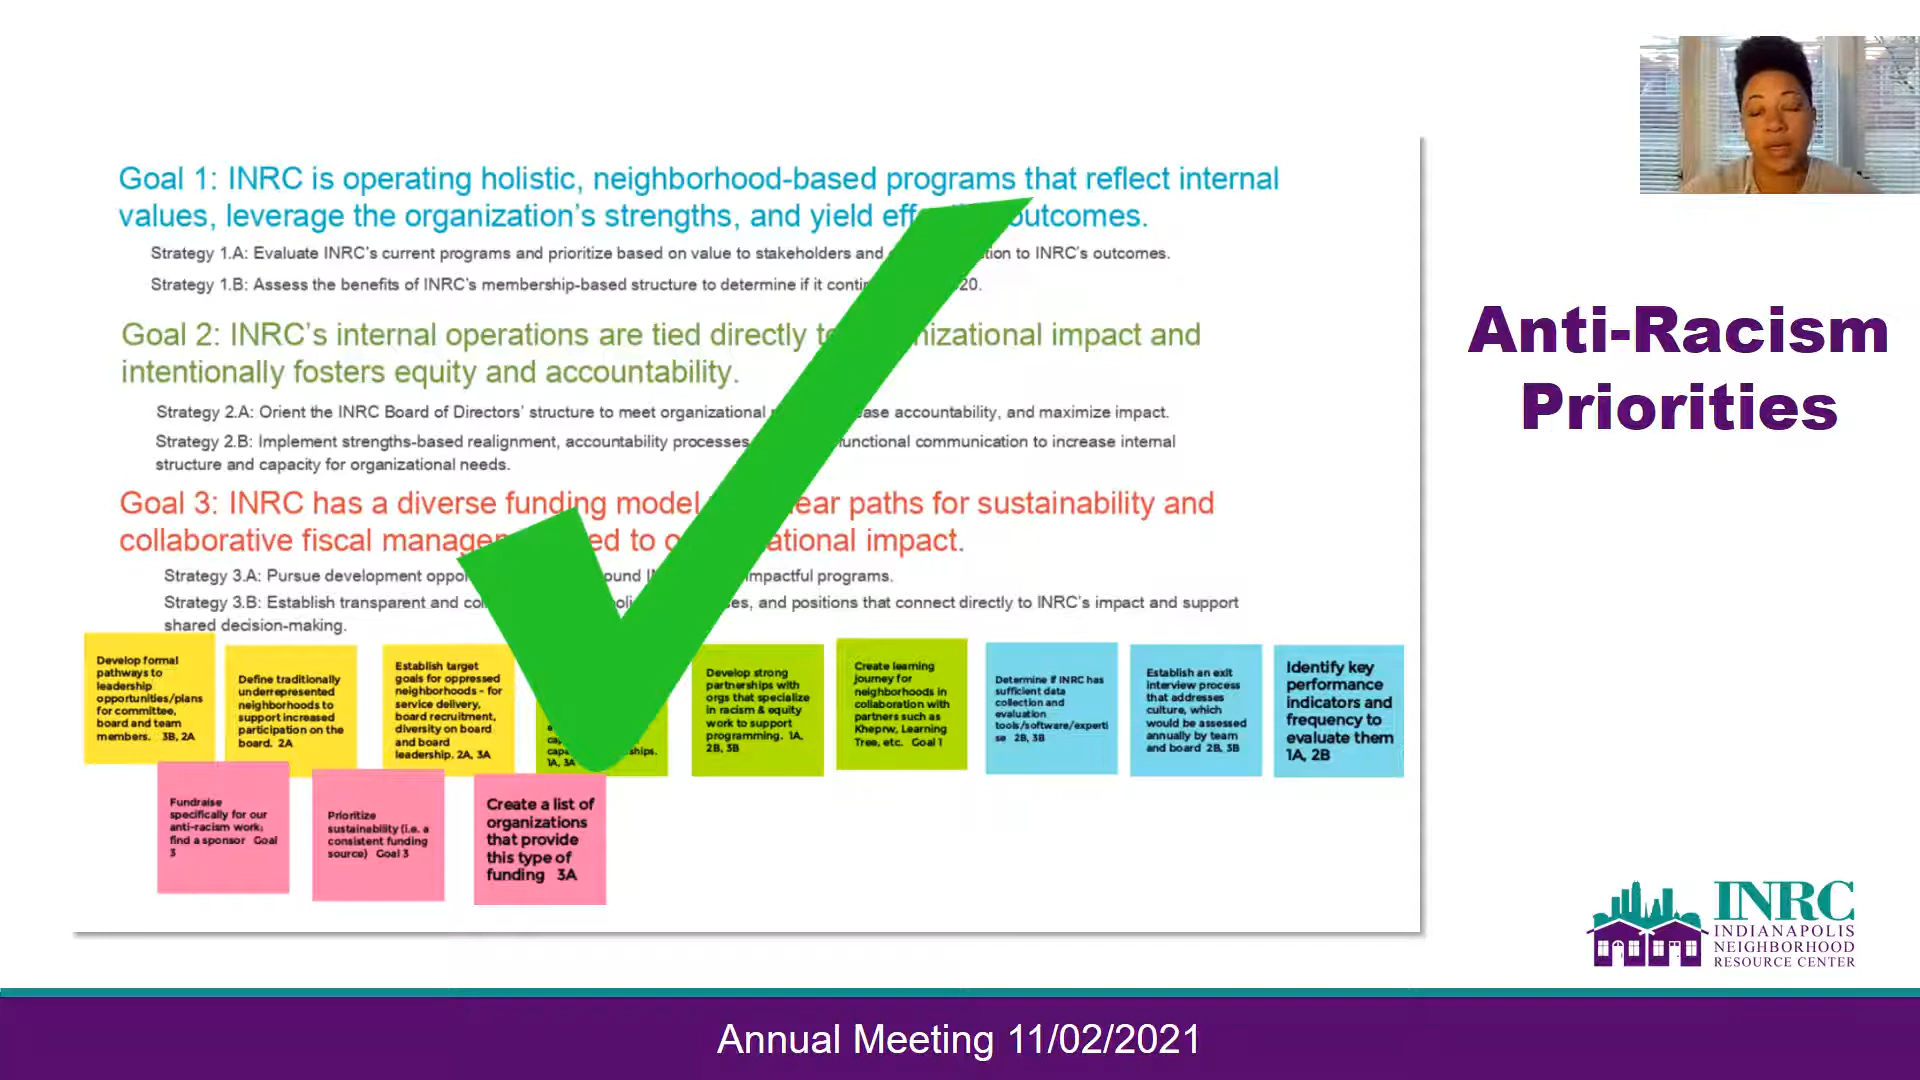 Goal 1: INRC is operating holistic, neighborhood-based programs that reflect internal
values, leverage the organization's strengths, and yield eff outcomes.
Strategy 1.A: Evaluate INRC's current programs and prioritize based on value to stakeholders and to INRC's outcomes.
Strategy 1.B: Assess the benefits of INRC's membership-based structure to determine if it 20.
Goal 2: INRC's internal operations are tied directly impact and
intentionally fosters equity and accountability.
Strategy 2.A: Orient the INRC Board of Directors' structure to meet organizational accountability, and maximize impact.
Strategy 2.B: Implement strengths-based realignment, accountability processes functional communication to increase internal
structure and capacity for organizational needs.
Goal 3: INRC has a diverse funding model paths for sustainability and
collaborative fiscal to impact.
Strategy 3.A: Pursue development impactful programs.
Strategy 3.B: Establish transparent and and positions that connect directly to INRC's impact and support
shared decision-making.
Develop formal
pathways to
leadership
opportunities/plans
for committee,
board and team
members. 3B, 2A
Define traditionally
underrepresented
neighborhoods to
support increased
participation on the
board. 2A
Establish target
goals for oppressed
neighborhoods - for
service delivery,
board recruitment,
diversity on board
and board
leadership. 2A, 3A
1A, 3A
Develop strong
partnerships with
orgs that specialize
in racism & equity
work to support
programming. 1A,
2B, 3B
Create learning
journey for
neighborhoods in
collaboration with
partners such as
Kheprw, Learning
Tree, etc. Goal 1
Determine if INRC has
sufficient data
collection and
evaluation
tools/software/experti
se 2B, 3B
Establish an exit
interview process
that addresses
culture, which
would be assessed
annually by team
and board 2B, 3B
Identify key
performance
indicators and
frequency to
evaluate them
1A, 2B
Fundraise
specifically for our
anti-racism work;
find a sponsor Goal
3
Prioritize
sustainability (i.e. a
consistent funding
source) Goal 3
Create a list of
organizations
that provide
this type of
funding 3A
Anti-Racism
Priorities
INRC
INDIANAPOLIS
NEIGHBORHOOD
RESOURCE CENTER
Annual Meeting 11/02/2021